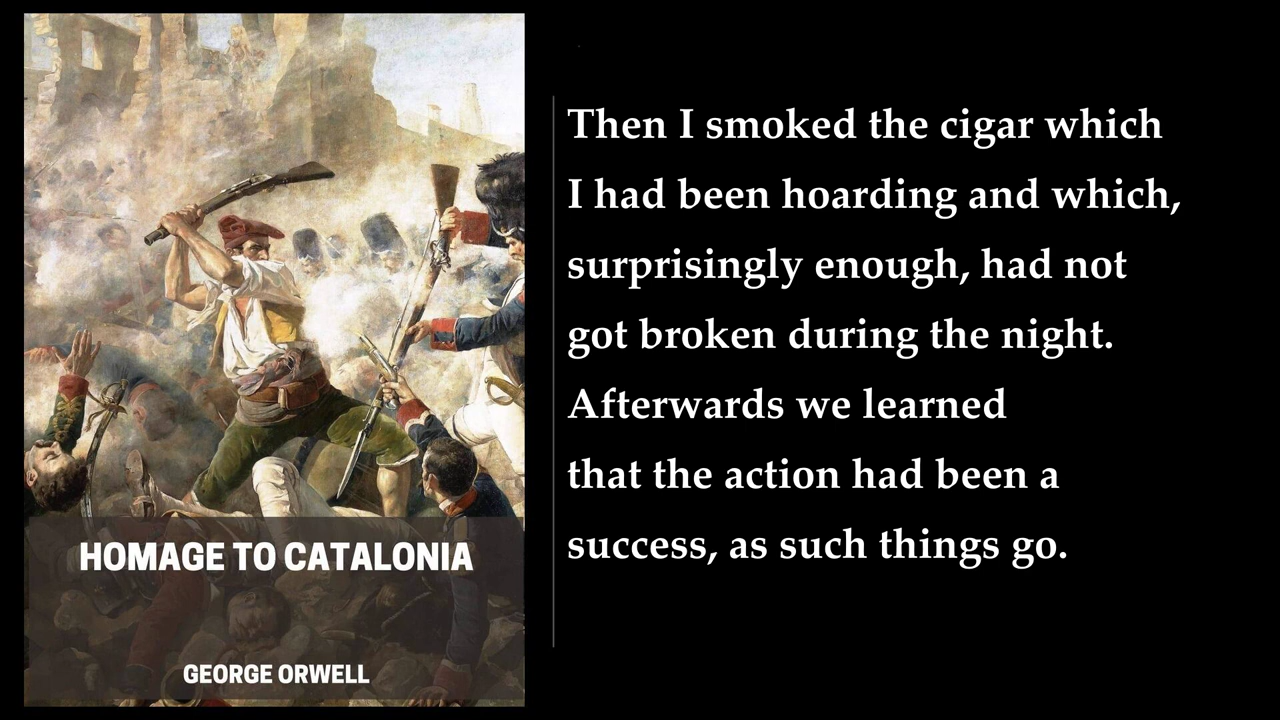 HOMAGE TO CATALONIA
GEORGE ORWELL
Then I smoked the cigar which
I had been hoarding and which,
surprisingly enough, had not
got broken during the night.
Afterwards we learned
that the action had been a
success, as such things go.